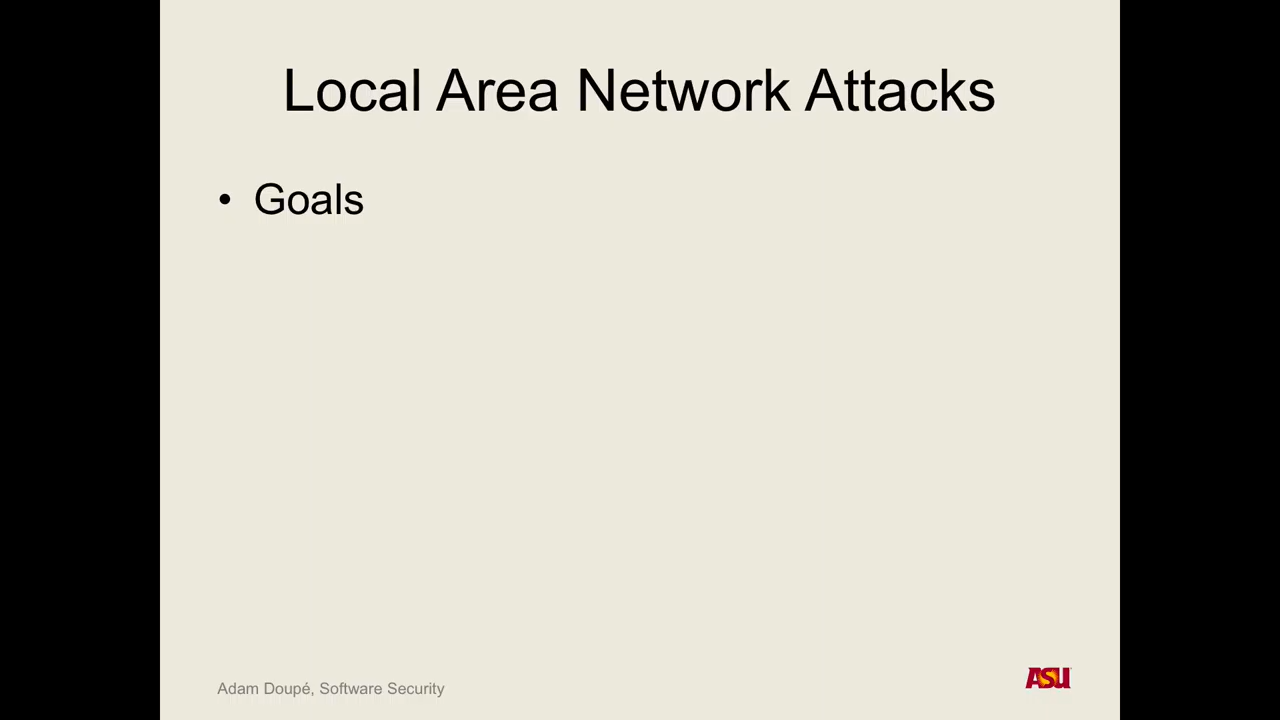 Local Area Network Attacks
• Goals
Adam Doupé, Software Security
ASU